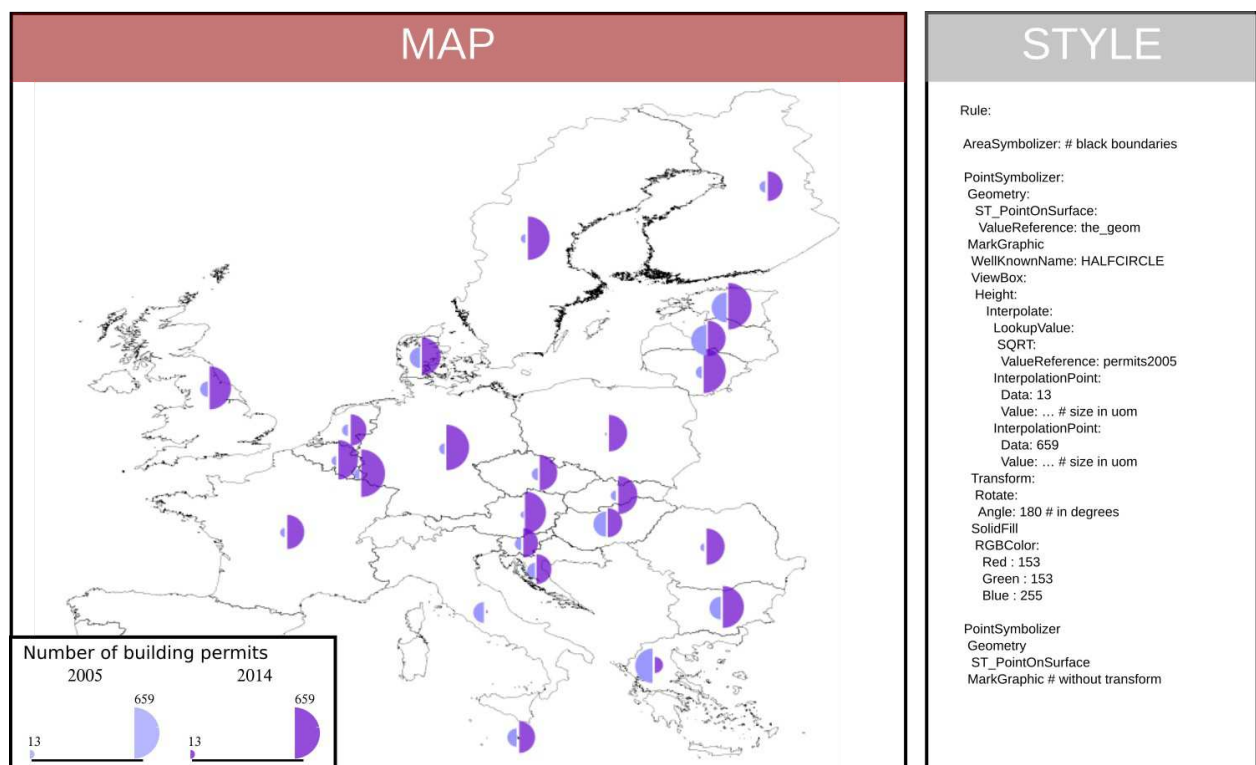 MAP
Number of building permits
2005 2014
659 659
13 13
STYLE
Rule:
AreaSymbolizer: # black boundaries
PointSymbolizer:
Geometry:
ST_PointOnSurface:
ValueReference: the_geom
MarkGraphic
WellKnownName: HALFCIRCLE
ViewBox:
Height:
Interpolate:
LookupValue:
SQRT:
ValueReference: permits2005
InterpolationPoint:
Data: 13
Value: ... # size in uom
InterpolationPoint:
Data: 659
Value: ... # size in uom
Transform:
Rotate:
Angle: 180 # in degrees
SolidFill
RGBColor:
Red : 153
Green : 153
Blue : 255
PointSymbolizer
Geometry
ST_PointOnSurface
MarkGraphic # without transform